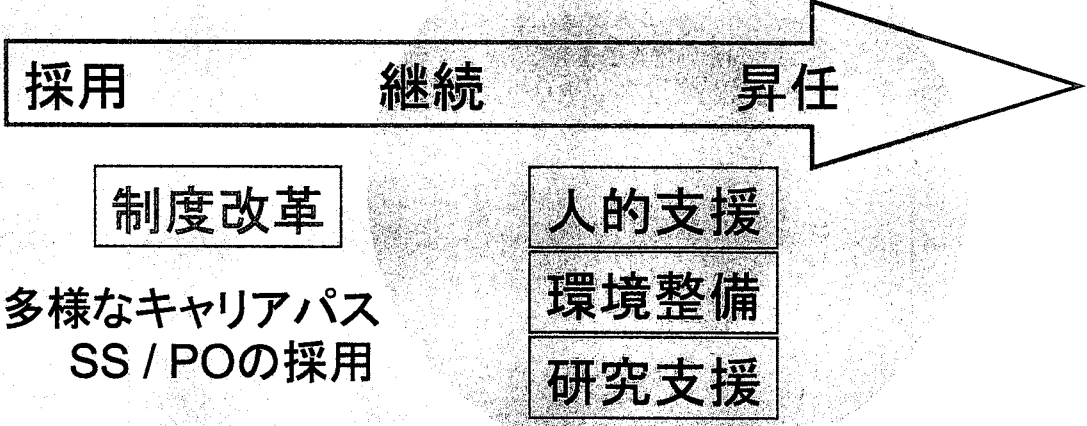 採用 継続 昇任
制度改革
多様なキャリアパス
SS / POの採用
人的支援
環境整備
研究支援